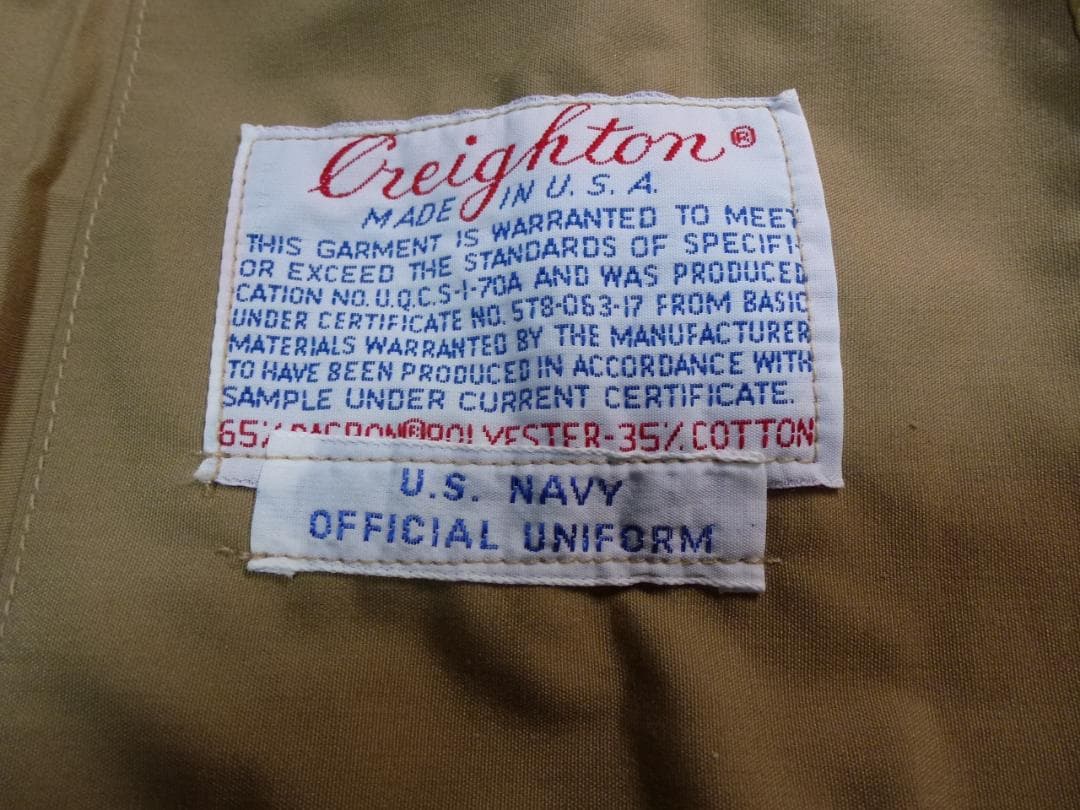 Creighton®
MADE IN U.S.A.
THIS GARMENT IS WARRANTED TO MEET
OR EXCEED THE STANDARDS OF SPECIFI-
CATION NO. U.Q.C.S-1-70A AND WAS PRODUCED
UNDER CERTIFICATE NO. 5T8-063-17 FROM BASIC
MATERIALS WARRANTED BY THE MANUFACTURER
TO HAVE BEEN PRODUCED IN ACCORDANCE WITH
SAMPLE UNDER CURRENT CERTIFICATE.
65% DACRON® POLYESTER-35% COTTON
U.S. NAVY
OFFICIAL UNIFORM